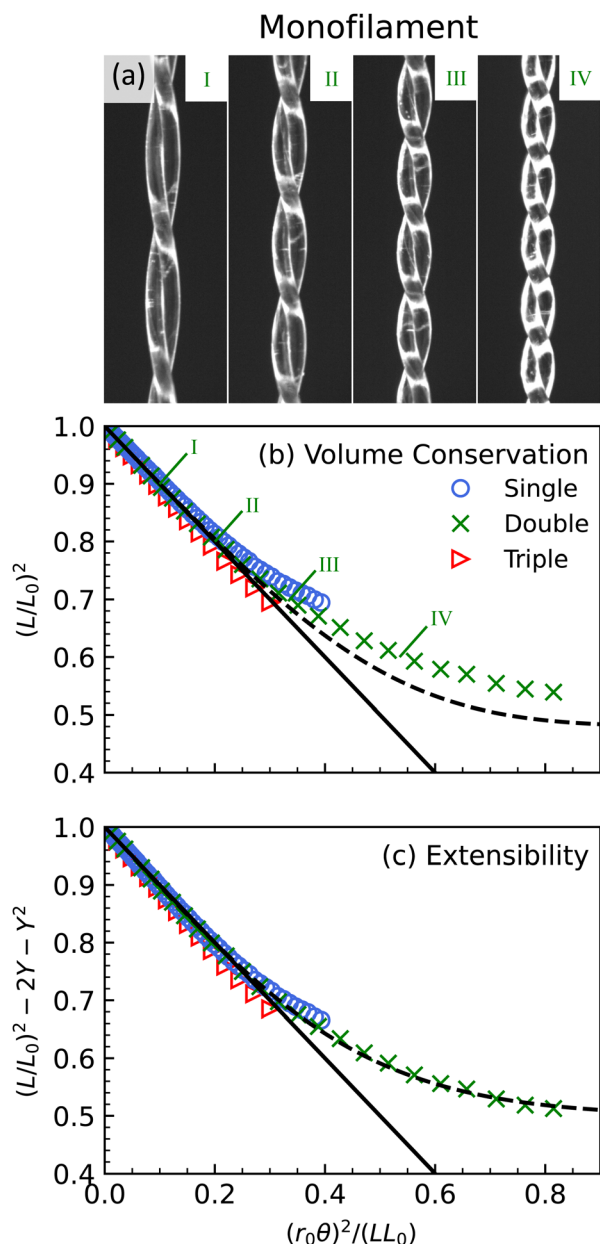 Monofilament
(a) I II III IV
1.0
0.9
0.8
0.7
0.6
0.5
0.4
(L/L₀)²
I
II
III
IV
(b) Volume Conservation
Single
Double
Triple
1.0
0.9
0.8
0.7
0.6
0.5
0.4
(L/L₀)² − 2Y − Y²
(c) Extensibility
0.0 0.2 0.4 0.6 0.8
(r₀θ)²/(LL₀)